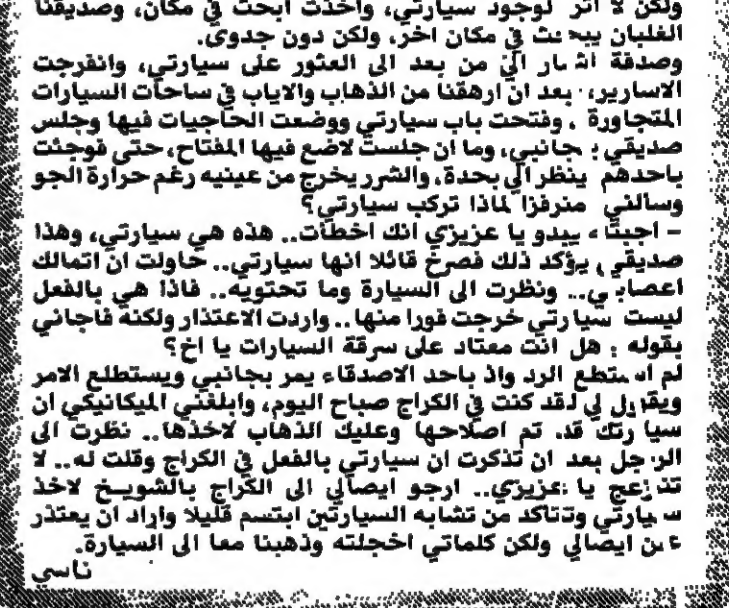 ولكن لا اثر لوجود سيارتي، واخذت ابحث في مكان، وصديقنا
الغلبان يبحث في مكان اخر، ولكن دون جدوى.
وصدفة اشار الي من بعد الى العثور على سيارتي، وانفرجت
الاسارير، بعد ان ارهقنا من الذهاب والاياب في ساحات السيارات
المتجاورة، وفتحت باب سيارتي ووضعت الحاجيات فيها وجلس
صديقي بجانبي، وما ان جلست لاضع فيها المفتاح، حتى فوجئت
باحدهم ينظر الي بحدة، والشرر يخرج من عينيه رغم حرارة الجو
وسألني منرفزا لماذا تركب سيارتي؟
- اجبت، يبدو يا عزيزي انك اخطأت.. هذه هي سيارتي، وهذا
صديقي يؤكد ذلك فصرخ قائلا انها سيارتي.. حاولت ان اتمالك
اعصابي.. ونظرت الى السيارة وما تحتويه.. فاذا هي بالفعل
ليست سيارتي خرجت فورا منها.. واردت الاعتذار ولكنه فاجاني
بقوله: هل انت معتاد على سرقة السيارات يا اخ؟
لم استطع الرد واذ باحد الاصدقاء يمر بجانبي ويستطلع الامر
ويقول لي لقد كنت في الكراج صباح اليوم، وابلغني الميكانيكي ان
سيارتك قد تم اصلاحها وعليك الذهاب لاخذها.. نظرت الى
الرجل بعد ان تذكرت ان سيارتي بالفعل في الكراج وقلت له.. لا
تنزعج يا عزيزي.. ارجو ايصالي الى الكراج بالشويخ لاخذ
سيارتي وتتاكد من تشابه السيارتين ابتسم قليلا واراد ان يعتذر
عن ايصالي ولكن كلماتي اخجلته وذهبنا معا الى السيارة.
ناسي